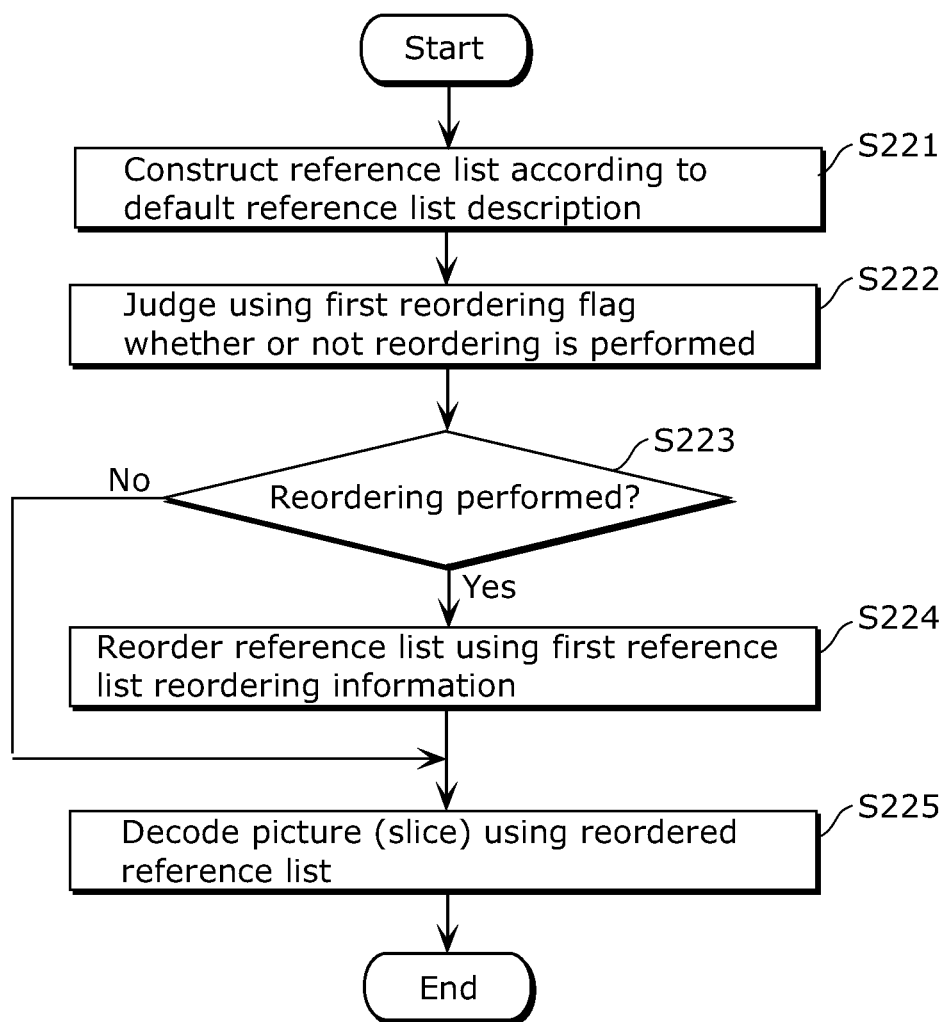 Start
S221
Construct reference list according to
default reference list description
S222
Judge using first reordering flag
whether or not reordering is performed
S223
No
Reordering performed?
Yes
S224
Reorder reference list using first reference
list reordering information
S225
Decode picture (slice) using reordered
reference list
End